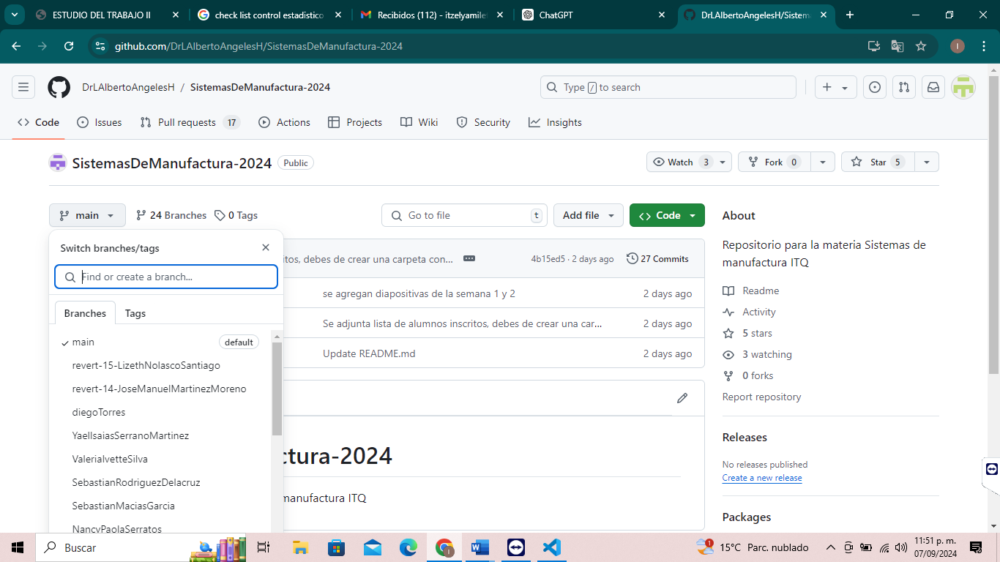 ESTUDIO DEL TRABAJO II
check list control estadístico
Recibidos (112) - itzelyamilet
ChatGPT
DrLAlbertoAngelesH/Sistem
github.com/DrLAlbertoAngelesH/SistemasDeManufactura-2024
I
DrLAlbertoAngelesH / SistemasDeManufactura-2024
Type / to search
Code
Issues
Pull requests 17
Actions
Projects
Wiki
Security
Insights
SistemasDeManufactura-2024 Public
Watch 3
Fork 0
Star 5
main
24 Branches
0 Tags
Go to file t
Add file
Code
Switch branches/tags
Find or create a branch...
Branches
Tags
main default
revert-15-LizethNolascoSantiago
revert-14-JoseManuelMartinezMoreno
diegoTorres
YaelIsaiasSerranoMartinez
ValeriaIvetteSilva
SebastianRodriguezDelacruz
SebastianMaciasGarcia
NancyPaolaSerratos
itos, debes de crear una carpeta con...
4b15ed5 · 2 days ago
27 Commits
se agregan diapositivas de la semana 1 y 2
2 days ago
Se adjunta lista de alumnos inscritos, debes de crear una car...
2 days ago
Update README.md
2 days ago
ctura-2024
manufactura ITQ
About
Repositorio para la materia Sistemas de
manufactura ITQ
Readme
Activity
5 stars
3 watching
0 forks
Report repository
Releases
No releases published
Create a new release
Packages
Buscar
1
15°C Parc. nublado
11:51 p. m.
07/09/2024